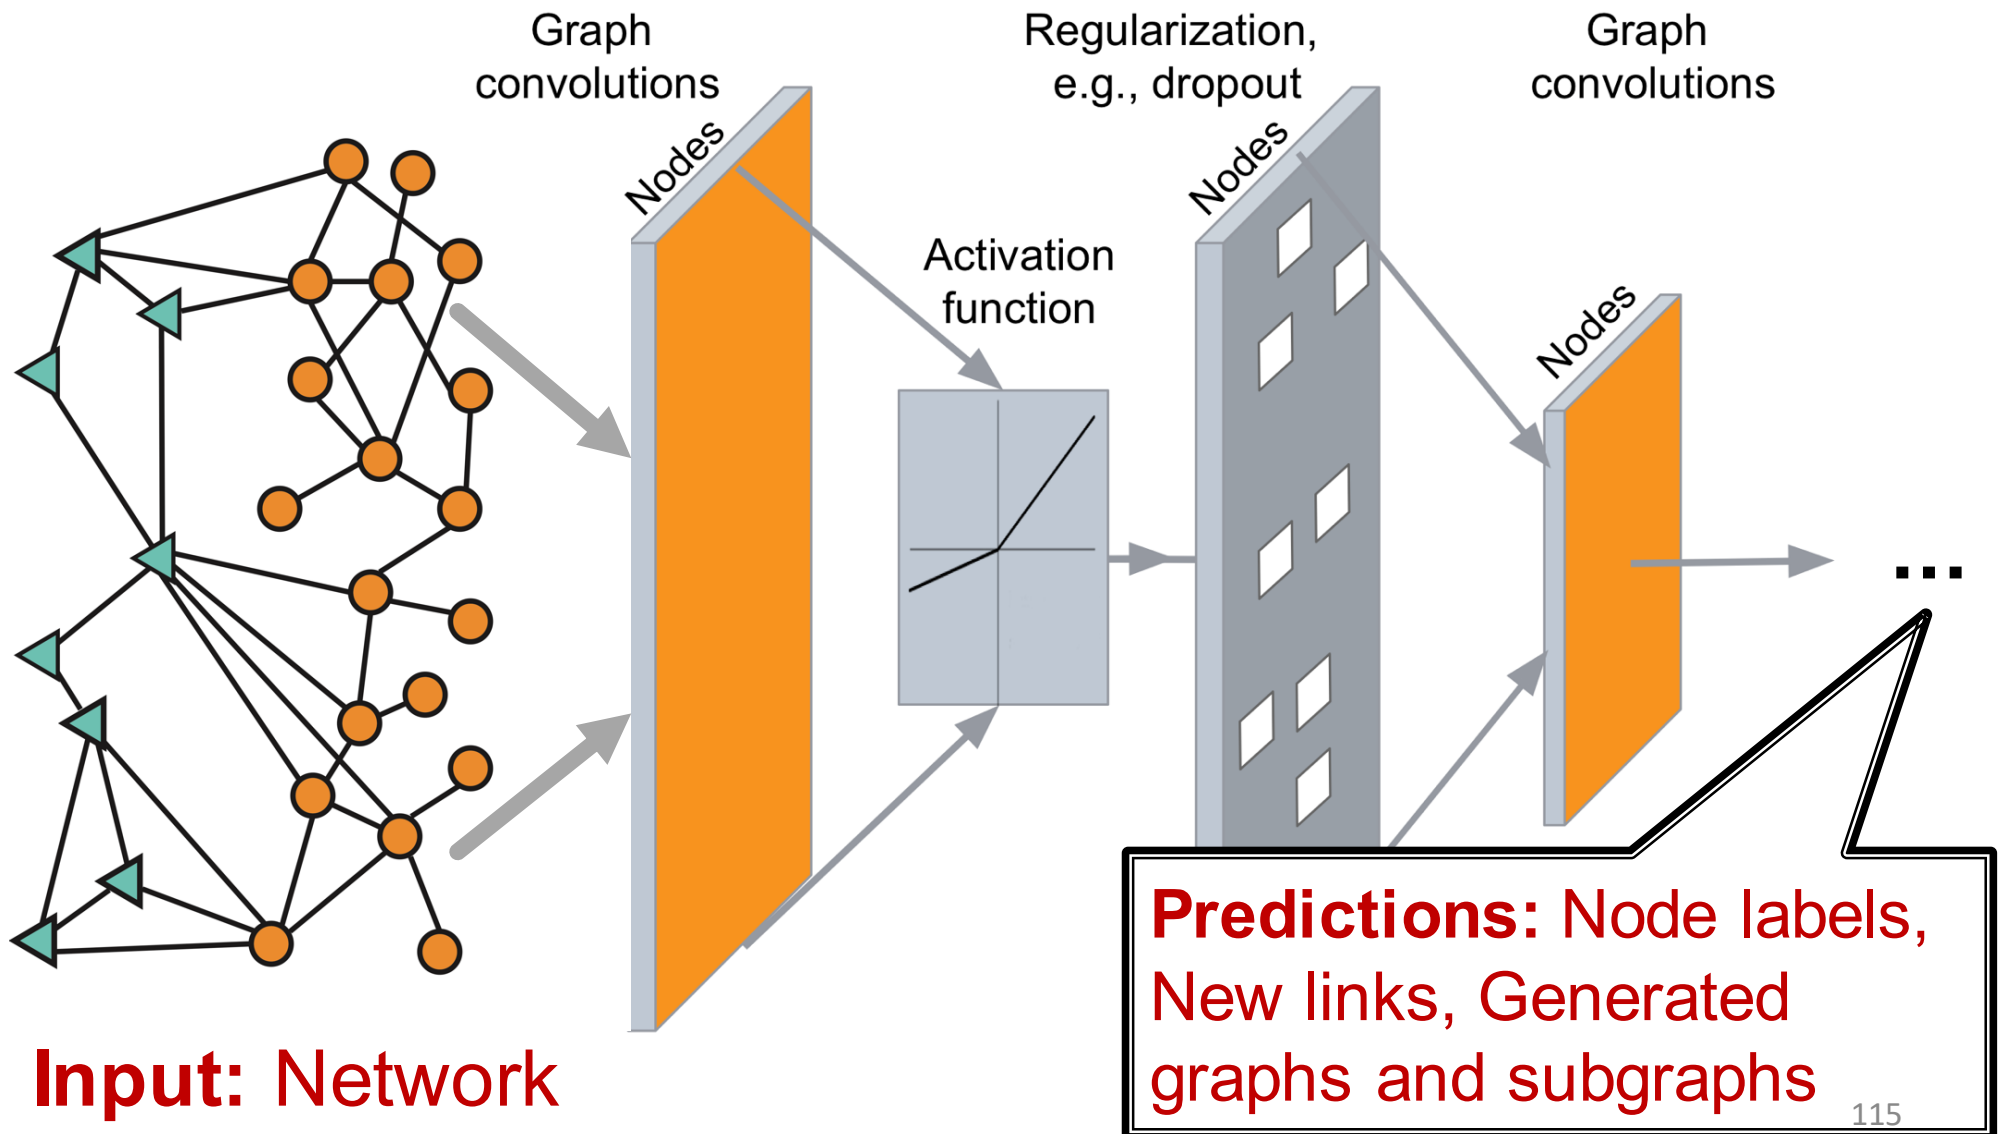 Graph
convolutions
Regularization,
e.g., dropout
Graph
convolutions
Nodes
Nodes
Activation
function
Nodes
...
Predictions: Node labels,
New links, Generated
graphs and subgraphs
Input: Network
115